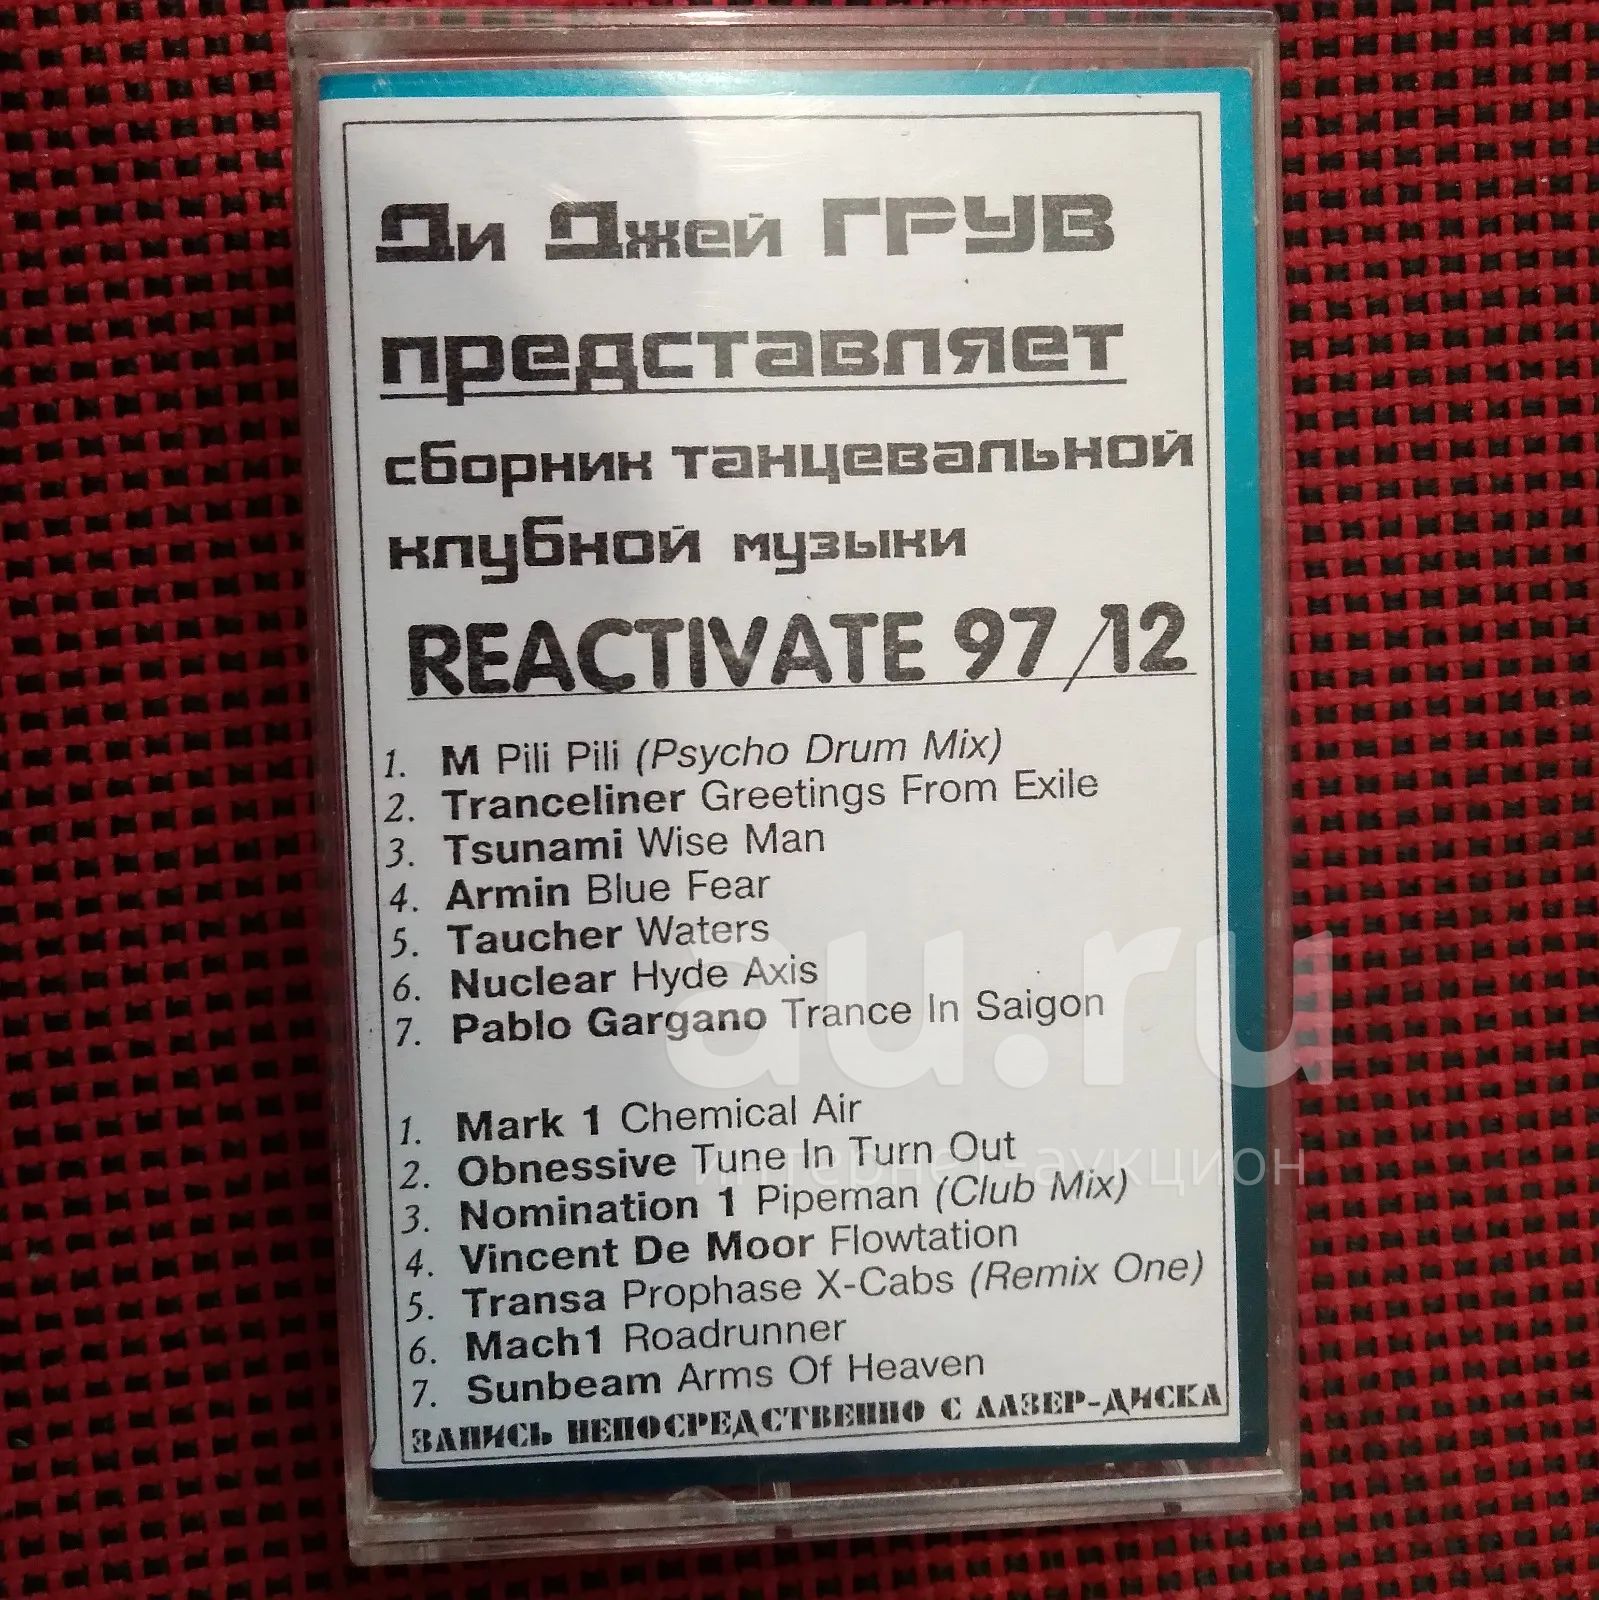 Ди Джей ГРУВ
представляет
сборник танцевальной
клубной музыки
REACTIVATE 97/12
1. M Pili Pili (Psycho Drum Mix)
2. Tranceliner Greetings From Exile
3. Tsunami Wise Man
4. Armin Blue Fear
5. Taucher Waters
6. Nuclear Hyde Axis
7. Pablo Gargano Trance In Saigon
au.ru
1. Mark 1 Chemical Air
2. Obnessive Tune In Turn Out
интернет-аукцион
3. Nomination 1 Pipeman (Club Mix)
4. Vincent De Moor Flowtation
5. Transa Prophase X-Cabs (Remix One)
6. Mach1 Roadrunner
7. Sunbeam Arms Of Heaven
ЗАПИСЬ НЕПОСРЕДСТВЕННО С ЛАЗЕР-ДИСКА